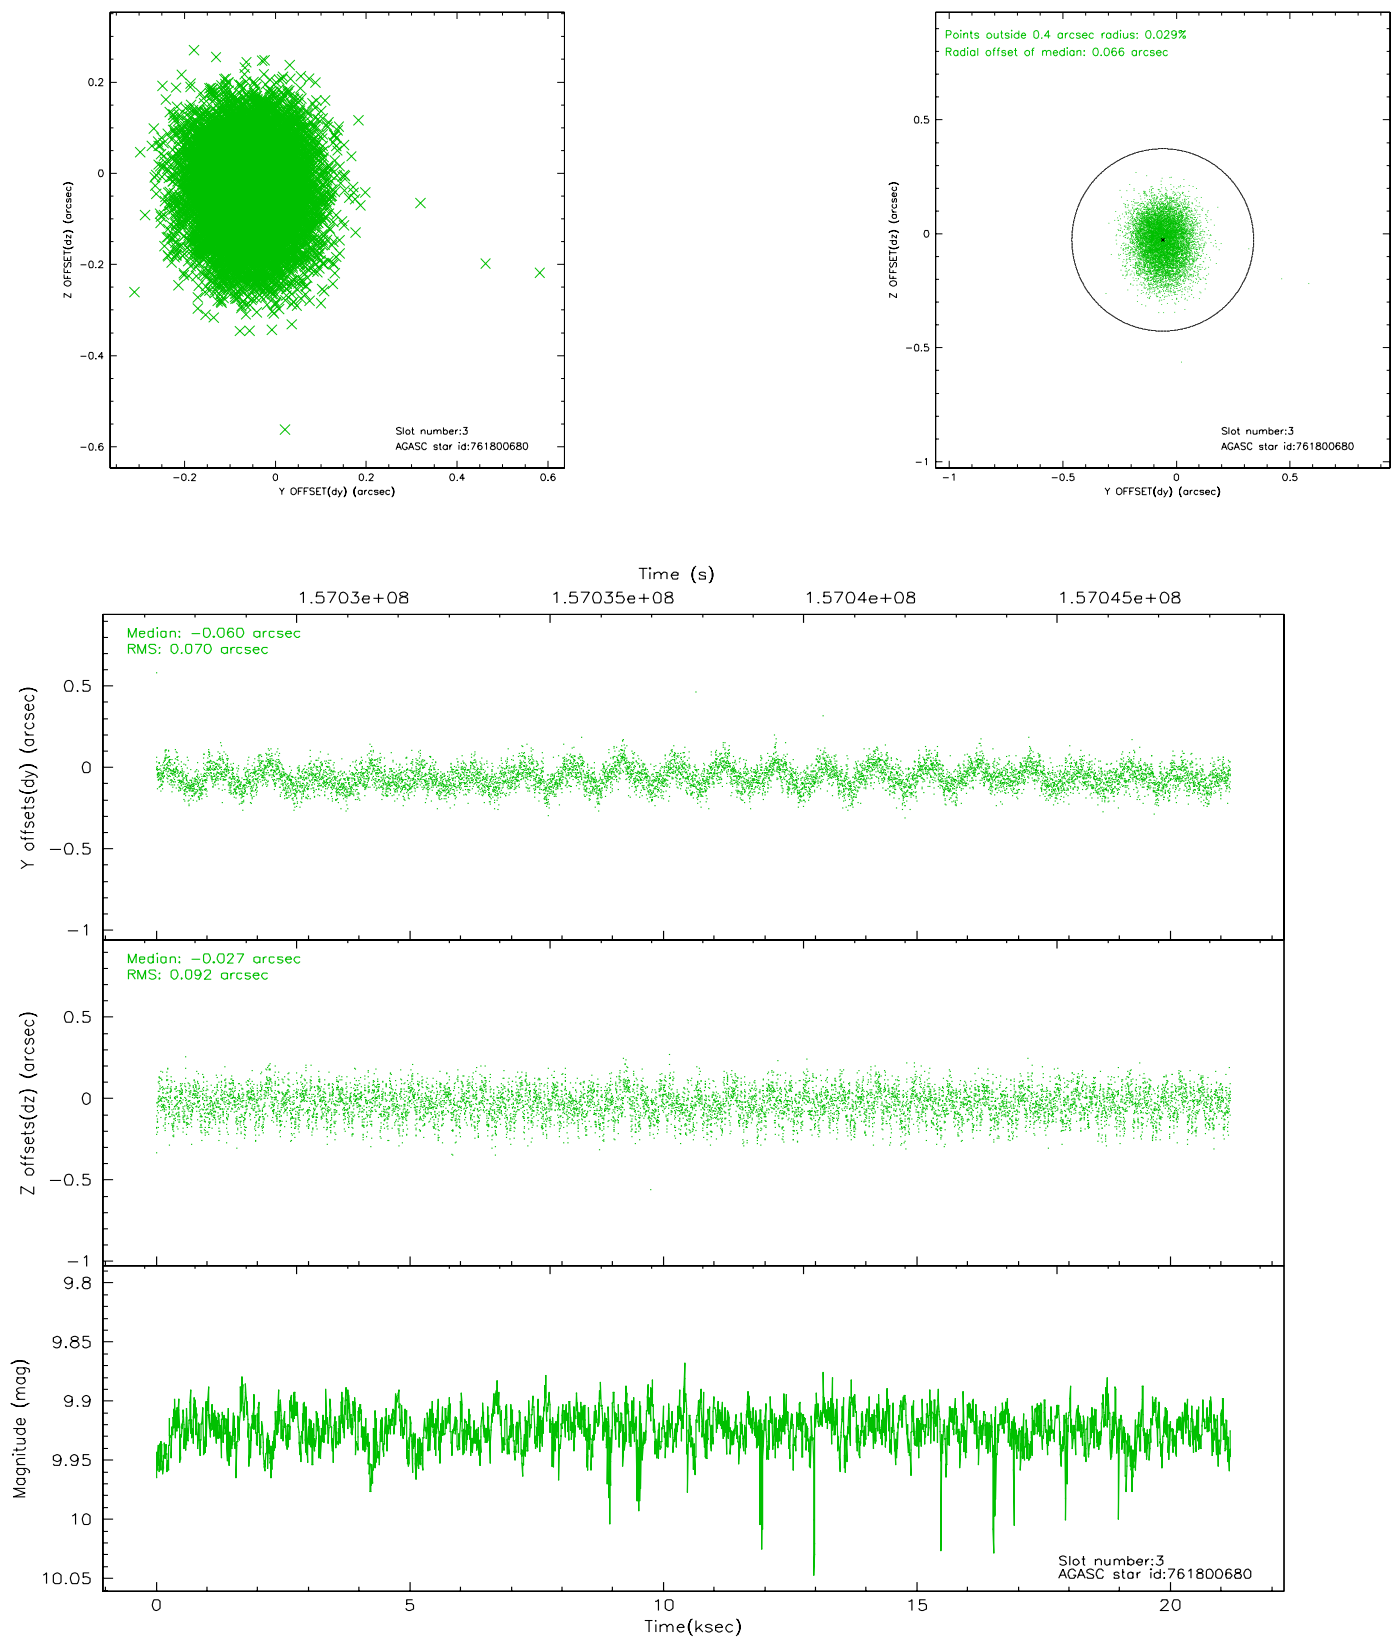 0.2
0
-0.2
-0.4
-0.6
Z OFFSET(dz) (arcsec)
Slot number:3
AGASC star id:761800680
-0.2 0 0.2 0.4 0.6
Y OFFSET(dy) (arcsec)
Points outside 0.4 arcsec radius: 0.029%
Radial offset of median: 0.066 arcsec
0.5
0
-0.5
-1
Z OFFSET(dz) (arcsec)
Slot number:3
AGASC star id:761800680
-1 -0.5 0 0.5
Y OFFSET(dy) (arcsec)
Time (s)
1.5703e+08 1.57035e+08 1.5704e+08 1.57045e+08
Median: -0.060 arcsec
RMS: 0.070 arcsec
0.5
0
-0.5
-1
Y offsets(dy) (arcsec)
Median: -0.027 arcsec
RMS: 0.092 arcsec
0.5
0
-0.5
-1
Z offsets(dz) (arcsec)
9.8
9.85
9.9
9.95
10
10.05
Magnitude (mag)
Slot number:3
AGASC star id:761800680
0 5 10 15 20
Time(ksec)